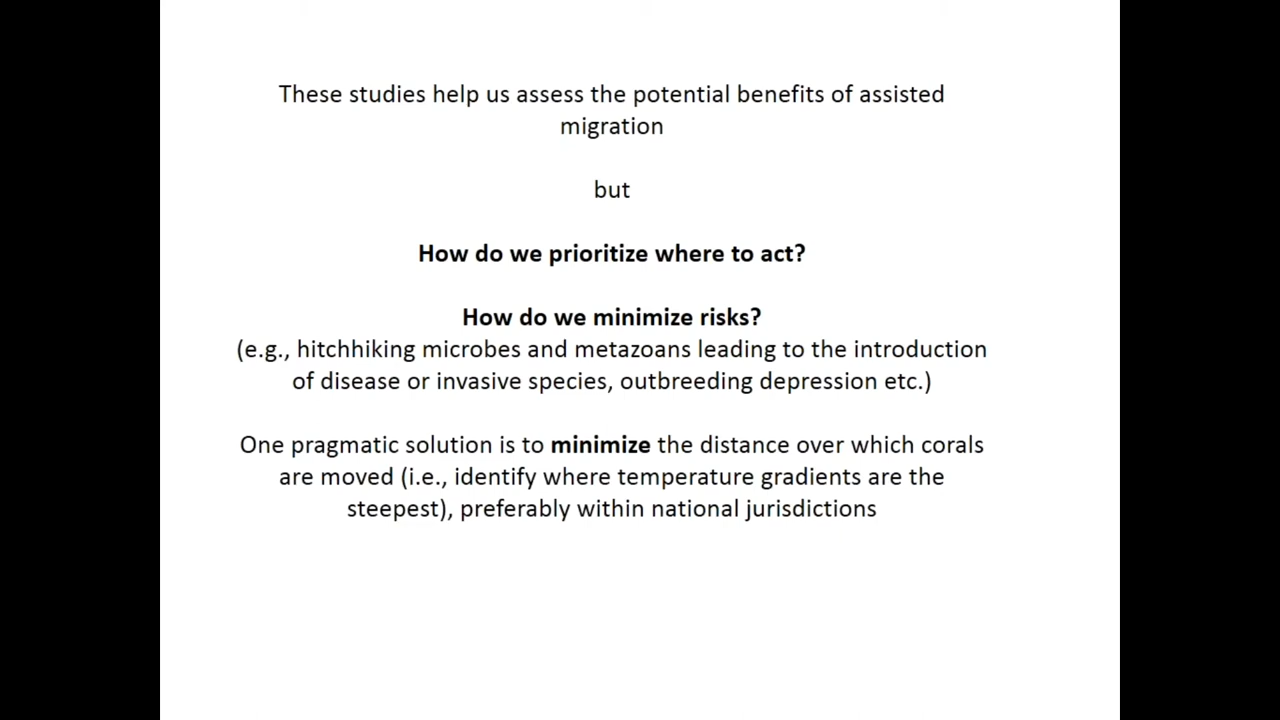 These studies help us assess the potential benefits of assisted
migration
but
How do we prioritize where to act?
How do we minimize risks?
(e.g., hitchhiking microbes and metazoans leading to the introduction
of disease or invasive species, outbreeding depression etc.)
One pragmatic solution is to minimize the distance over which corals
are moved (i.e., identify where temperature gradients are the
steepest), preferably within national jurisdictions